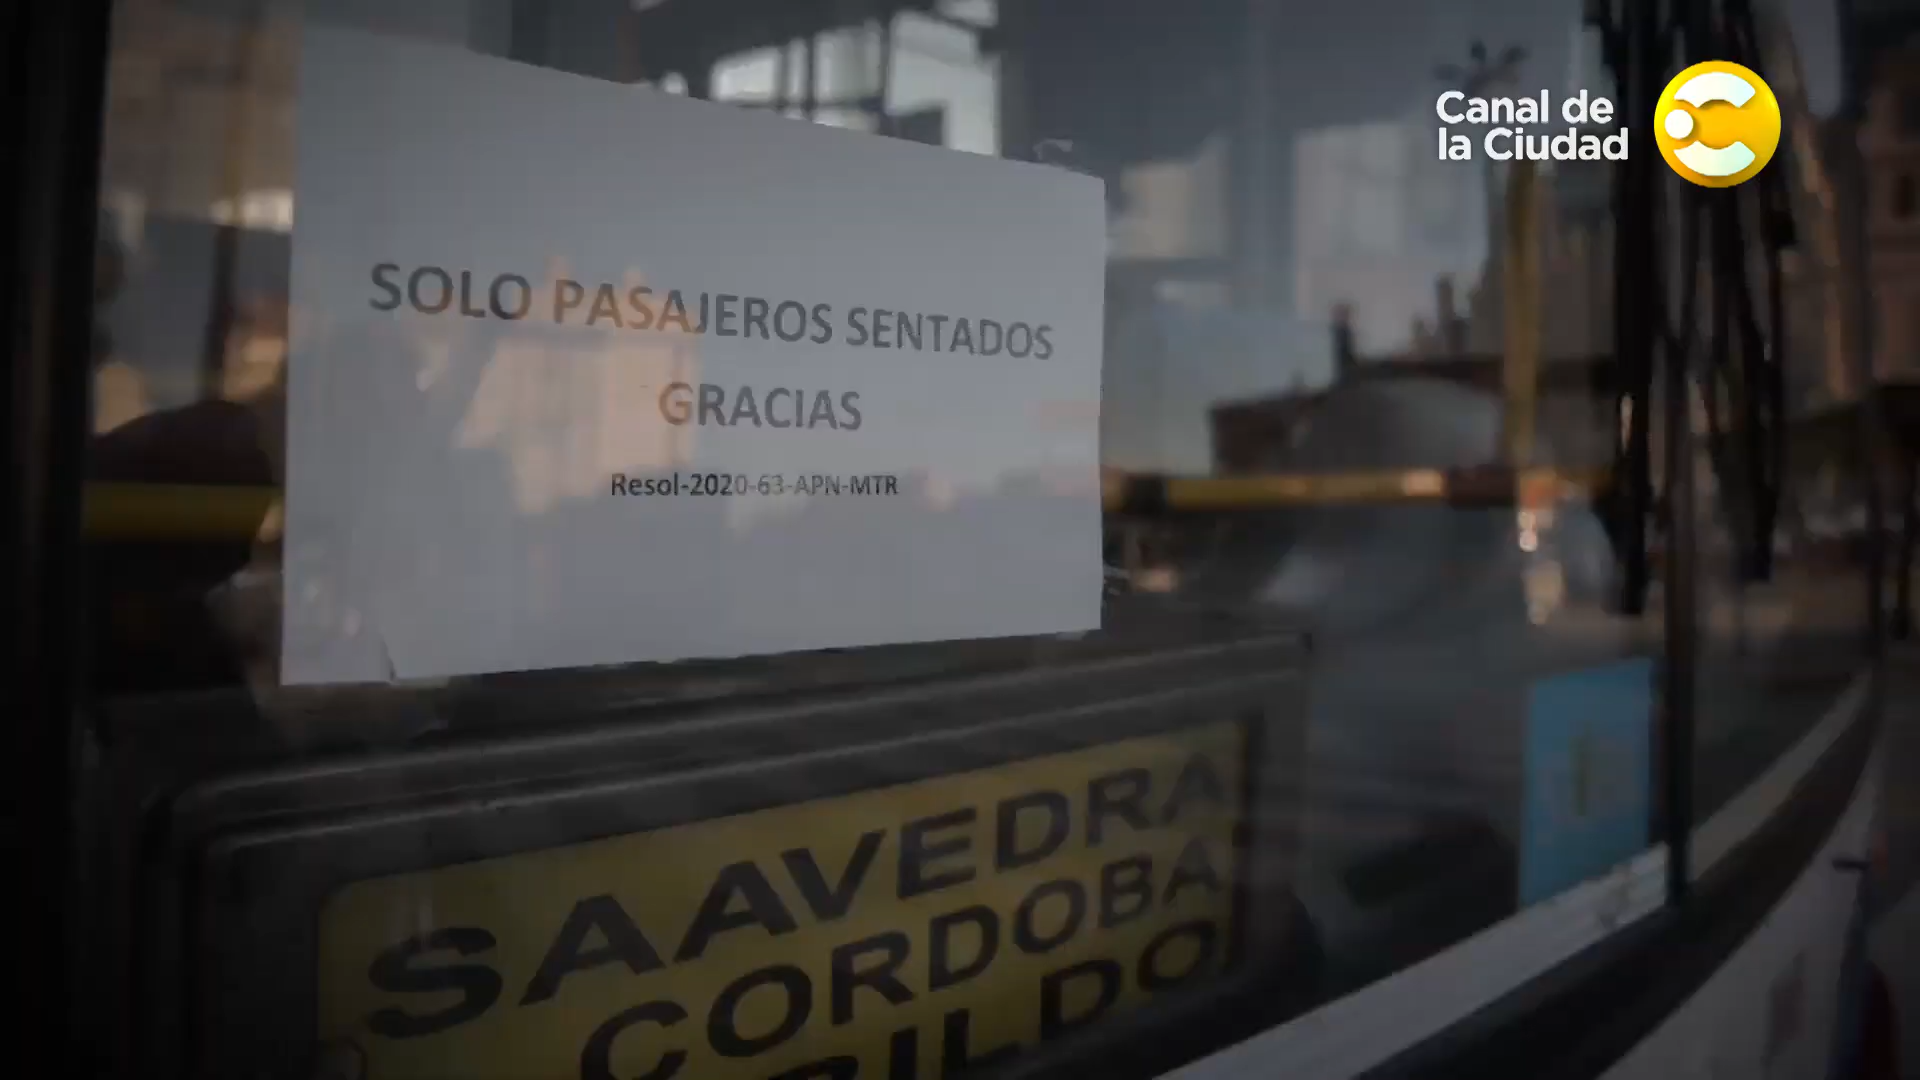 Canal de
la Ciudad
SOLO PASAJEROS SENTADOS
GRACIAS
Resol-2020-63-APN-MTR
SAAVEDRA
CORDOBA